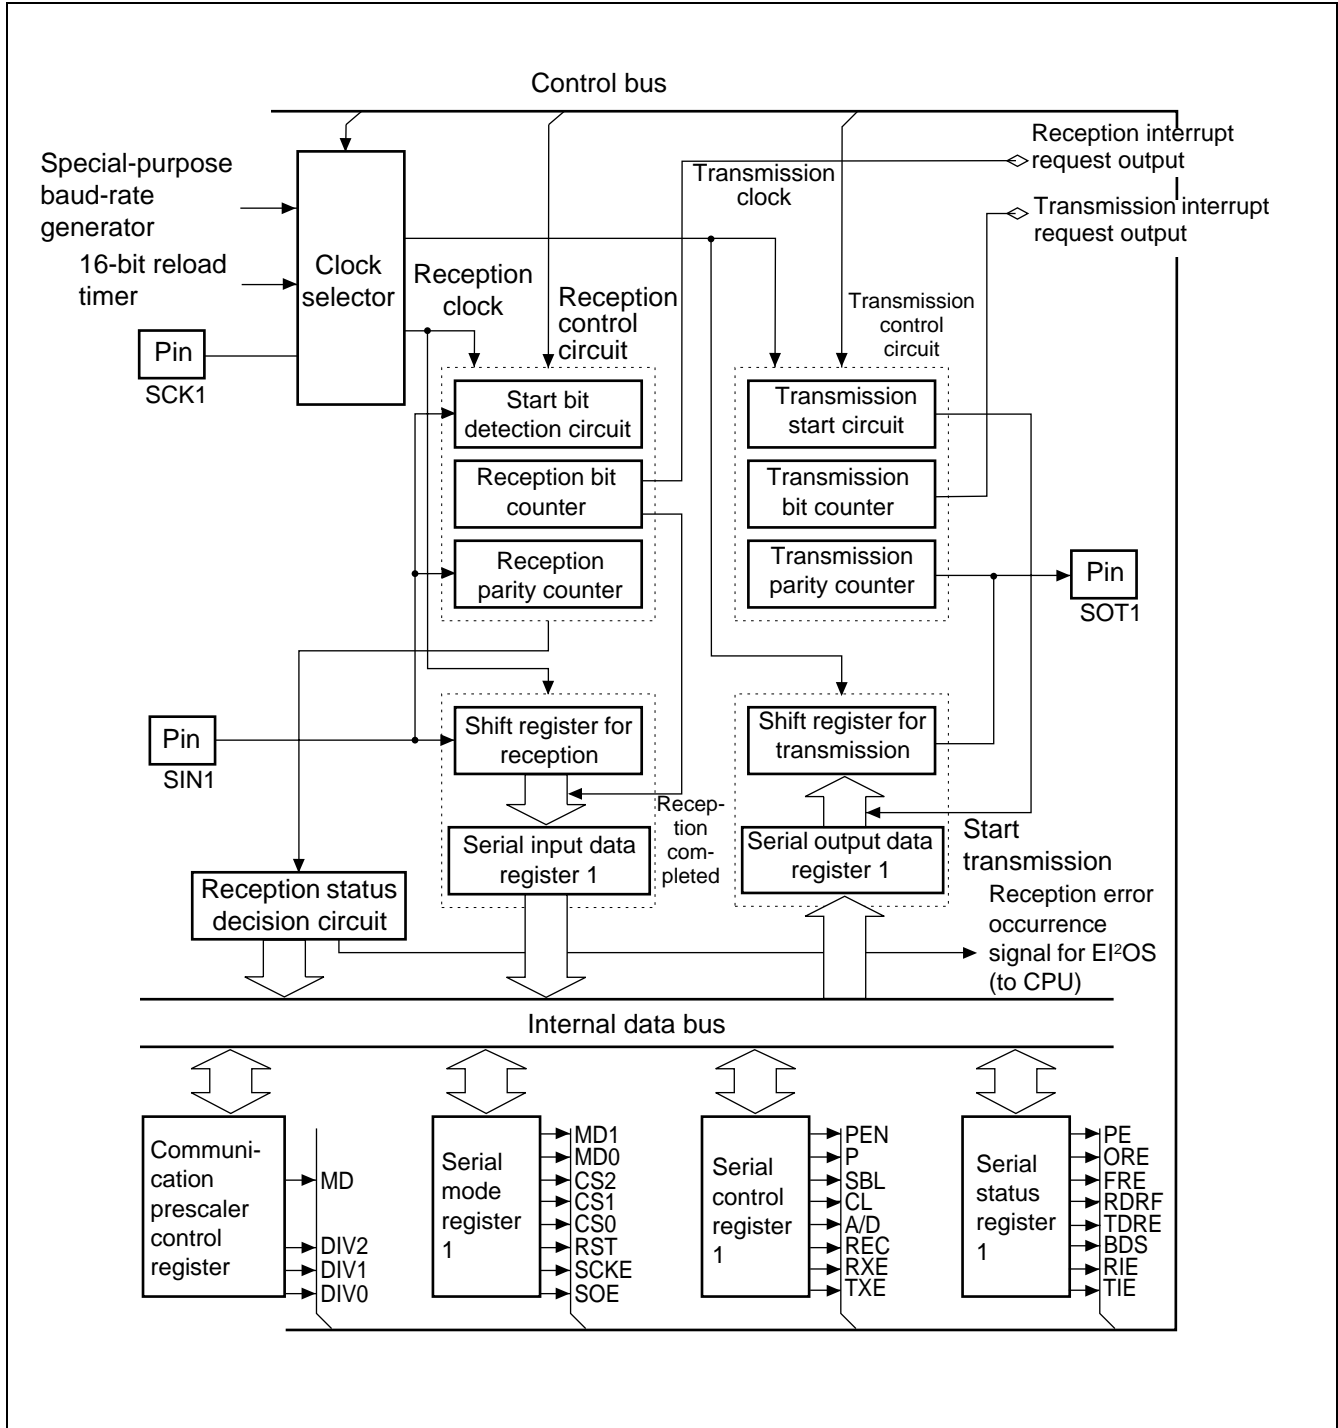 Control bus
Special-purpose
baud-rate
generator
16-bit reload
timer
Pin
SCK1
Clock
selector
Reception
clock
Reception
control
circuit
Transmission
clock
Transmission
control
circuit
Reception interrupt
request output
Transmission interrupt
request output
Start bit
detection circuit
Reception bit
counter
Reception
parity counter
Transmission
start circuit
Transmission
bit counter
Transmission
parity counter
Pin
SOT1
Pin
SIN1
Shift register for
reception
Shift register for
transmission
Recep-
tion
com-
pleted
Serial input data
register 1
Serial output data
register 1
Start
transmission
Reception status
decision circuit
Reception error
occurrence
signal for EI²OS
(to CPU)
Internal data bus
Communi-
cation
prescaler
control
register
MD
DIV2
DIV1
DIV0
Serial
mode
register
1
MD1
MD0
CS2
CS1
CS0
RST
SCKE
SOE
Serial
control
register
1
PEN
P
SBL
CL
A/D
REC
RXE
TXE
Serial
status
register
1
PE
ORE
FRE
RDRF
TDRE
BDS
RIE
TIE